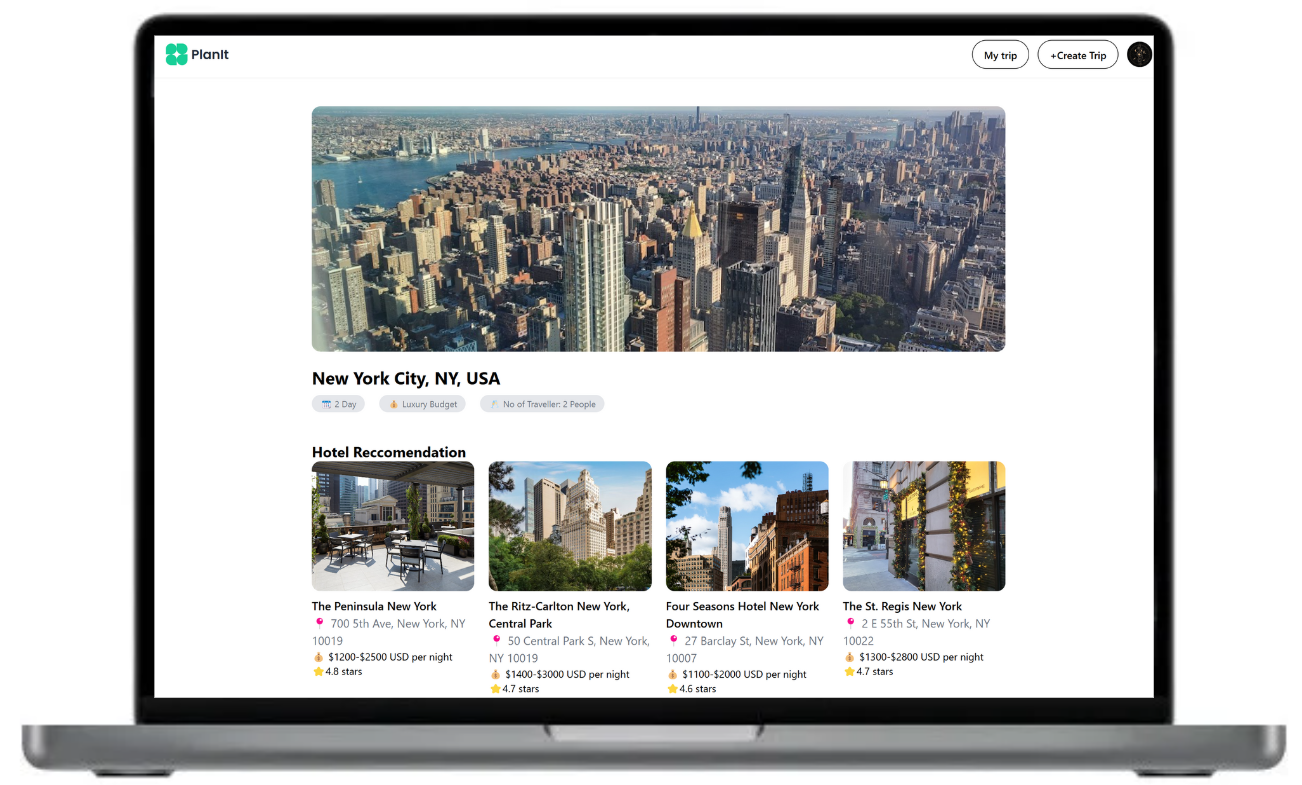 PlanIt
My trip
+Create Trip
New York City, NY, USA
📅 2 Day
💰 Luxury Budget
🥂 No of Traveller: 2 People
Hotel Reccomendation
The Peninsula New York
📍 700 5th Ave, New York, NY
10019
💰 $1200-$2500 USD per night
⭐ 4.8 stars
The Ritz-Carlton New York,
Central Park
📍 50 Central Park S, New York,
NY 10019
💰 $1400-$3000 USD per night
⭐ 4.7 stars
Four Seasons Hotel New York
Downtown
📍 27 Barclay St, New York, NY
10007
💰 $1100-$2000 USD per night
⭐ 4.6 stars
The St. Regis New York
📍 2 E 55th St, New York, NY
10022
💰 $1300-$2800 USD per night
⭐ 4.7 stars